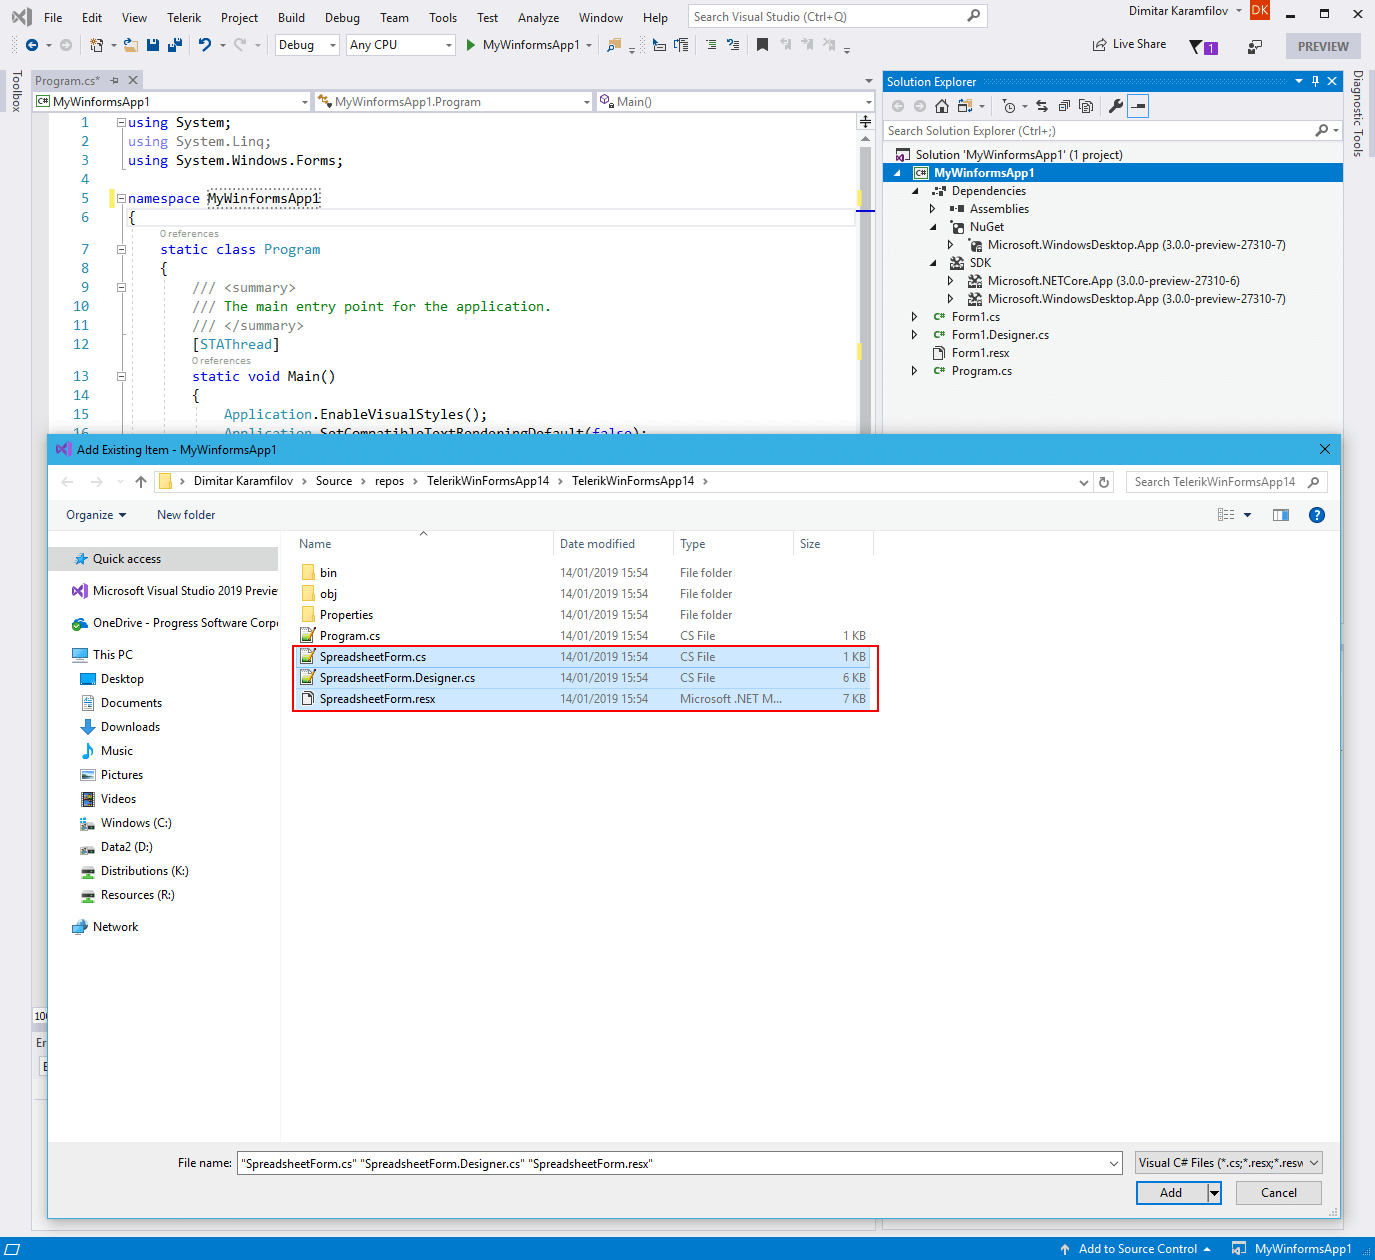 File Edit View Telerik Project Build Debug Team Tools Test Analyze Window Help Search Visual Studio (Ctrl+Q) Dimitar Karamfilov DK
Debug Any CPU MyWinformsApp1 Live Share 1 PREVIEW
Toolbox
Program.cs*
C# MyWinformsApp1 MyWinformsApp1.Program Main()
1 using System;
2 using System.Linq;
3 using System.Windows.Forms;
4
5 namespace MyWinformsApp1
6 {
0 references
7 static class Program
8 {
9 /// <summary>
10 /// The main entry point for the application.
11 /// </summary>
12 [STAThread]
0 references
13 static void Main()
14 {
15 Application.EnableVisualStyles();
16 Application.SetCompatibleTextRenderingDefault(false);
Solution Explorer
Search Solution Explorer (Ctrl+;)
Solution 'MyWinformsApp1' (1 project)
C# MyWinformsApp1
Dependencies
Assemblies
NuGet
Microsoft.WindowsDesktop.App (3.0.0-preview-27310-7)
SDK
Microsoft.NETCore.App (3.0.0-preview-27310-6)
Microsoft.WindowsDesktop.App (3.0.0-preview-27310-7)
C# Form1.cs
C# Form1.Designer.cs
Form1.resx
C# Program.cs
Diagnostic Tools
Add Existing Item - MyWinformsApp1
Dimitar Karamfilov > Source > repos > TelerikWinFormsApp14 > TelerikWinFormsApp14 > Search TelerikWinFormsApp14
Organize New folder ?
Quick access
Microsoft Visual Studio 2019 Previe
OneDrive - Progress Software Corp
This PC
Desktop
Documents
Downloads
Music
Pictures
Videos
Windows (C:)
Data2 (D:)
Distributions (K:)
Resources (R:)
Network
Name Date modified Type Size
bin 14/01/2019 15:54 File folder
obj 14/01/2019 15:54 File folder
Properties 14/01/2019 15:54 File folder
Program.cs 14/01/2019 15:54 CS File 1 KB
SpreadsheetForm.cs 14/01/2019 15:54 CS File 1 KB
SpreadsheetForm.Designer.cs 14/01/2019 15:54 CS File 6 KB
SpreadsheetForm.resx 14/01/2019 15:54 Microsoft .NET M... 7 KB
100
Er
File name: "SpreadsheetForm.cs" "SpreadsheetForm.Designer.cs" "SpreadsheetForm.resx" Visual C# Files (*.cs;*.resx;*.resw
Add Cancel
Add to Source Control MyWinformsApp1